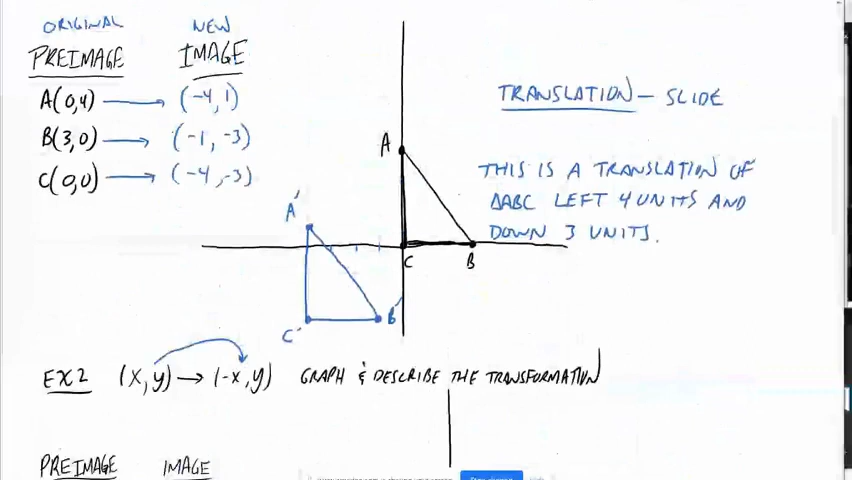 ORIGINAL NEW
PREIMAGE IMAGE
A(0,4) → (-4,1)
B(3,0) → (-1,-3)
C(0,0) → (-4,-3)
TRANSLATION - SLIDE
THIS IS A TRANSLATION OF
ΔABC LEFT 4 UNITS AND
DOWN 3 UNITS.
A
C
B
A'
B'
C'
EX2 (X,y) → (-x,y) GRAPH & DESCRIBE THE TRANSFORMATION
PREIMAGE IMAGE